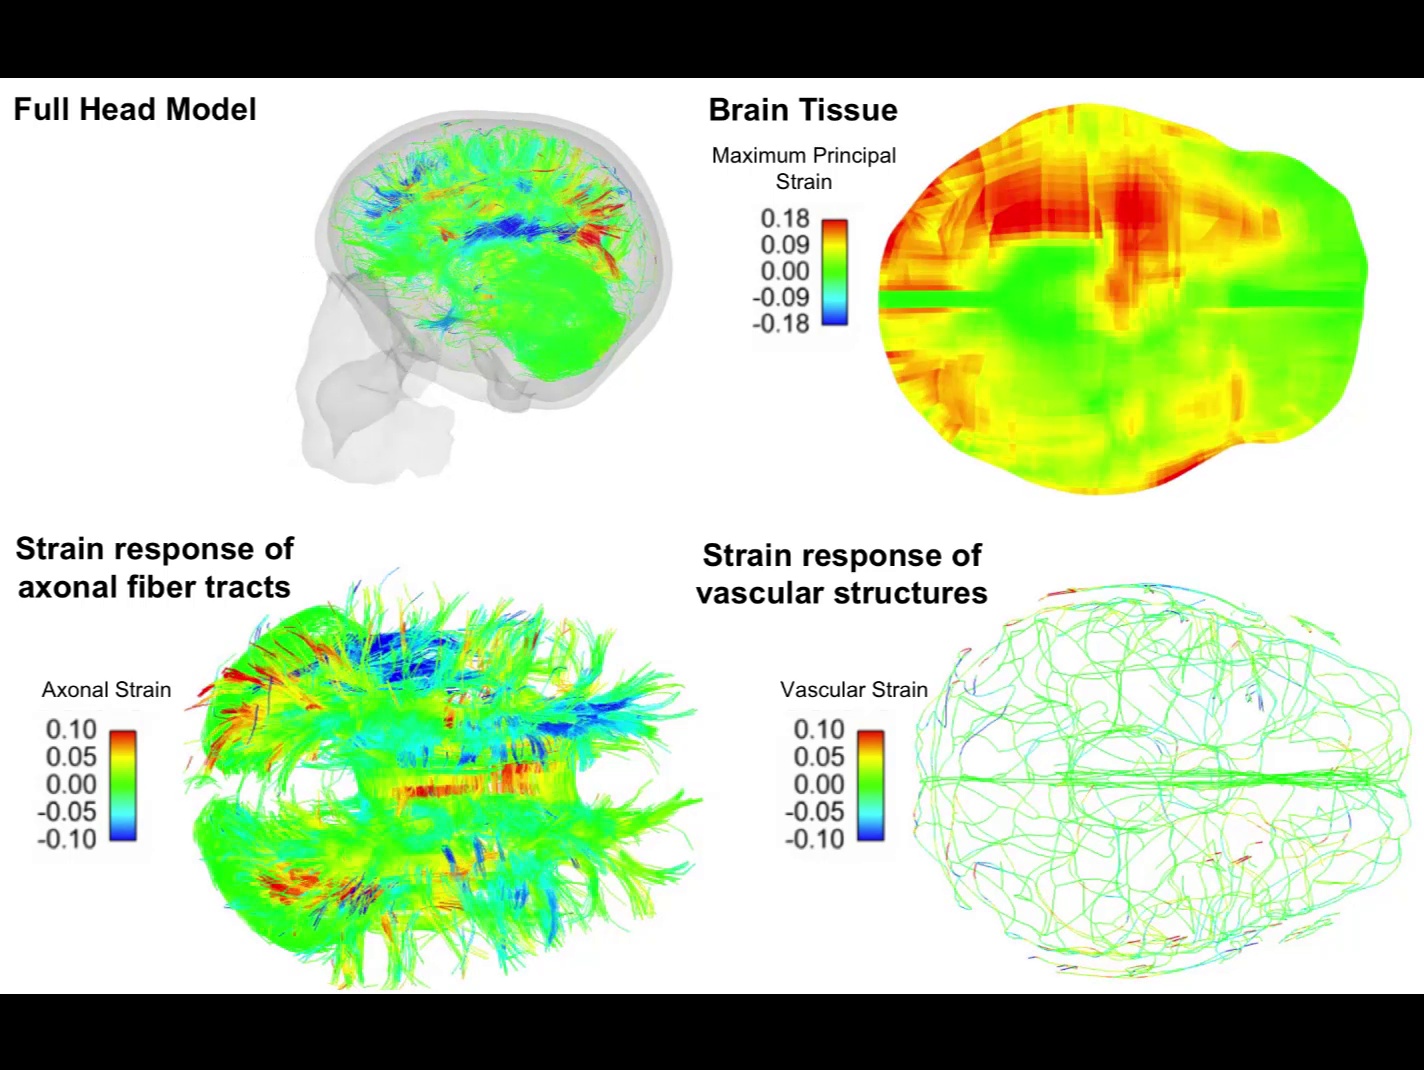 Full Head Model
Brain Tissue
Maximum Principal
Strain
0.18
0.09
0.00
-0.09
-0.18
Strain response of
axonal fiber tracts
Axonal Strain
0.10
0.05
0.00
-0.05
-0.10
Strain response of
vascular structures
Vascular Strain
0.10
0.05
0.00
-0.05
-0.10